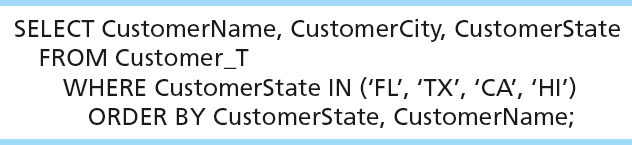 SELECT CustomerName, CustomerCity, CustomerState
FROM Customer_T
WHERE CustomerState IN (‘FL’, ‘TX’, ‘CA’, ‘HI’)
ORDER BY CustomerState, CustomerName;